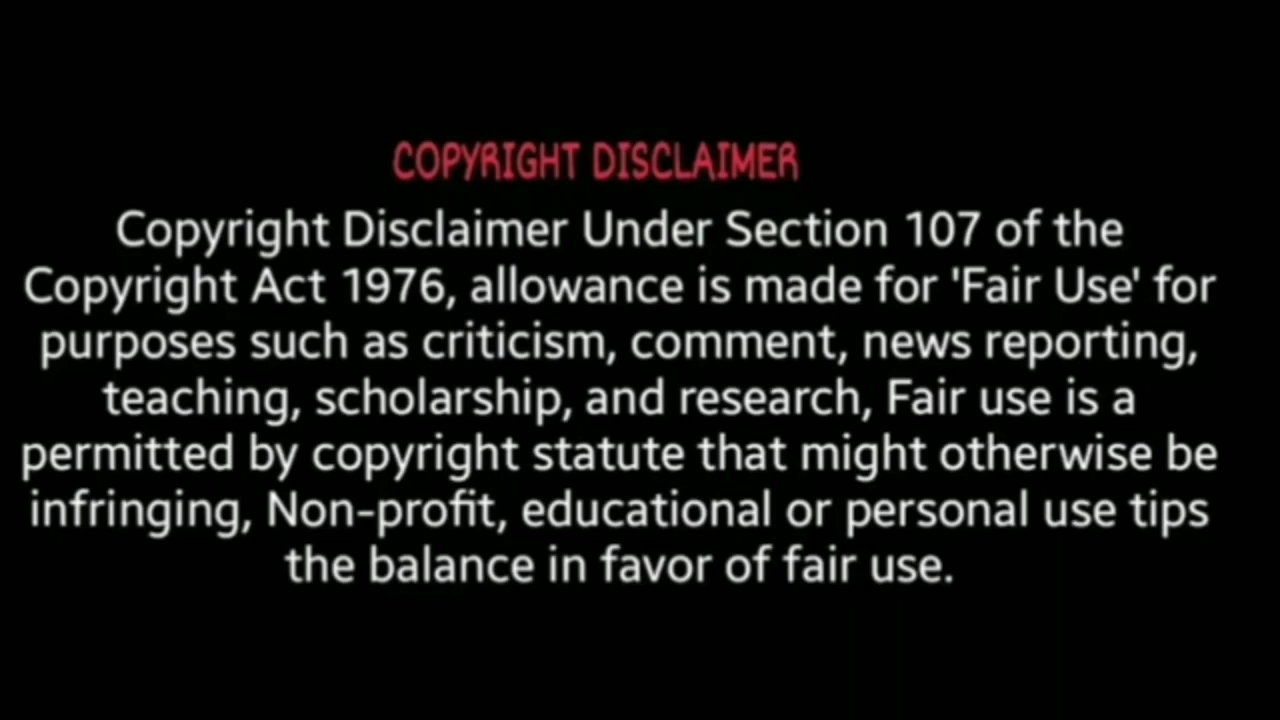 COPYRIGHT DISCLAIMER
Copyright Disclaimer Under Section 107 of the
Copyright Act 1976, allowance is made for 'Fair Use' for
purposes such as criticism, comment, news reporting,
teaching, scholarship, and research, Fair use is a
permitted by copyright statute that might otherwise be
infringing, Non-profit, educational or personal use tips
the balance in favor of fair use.